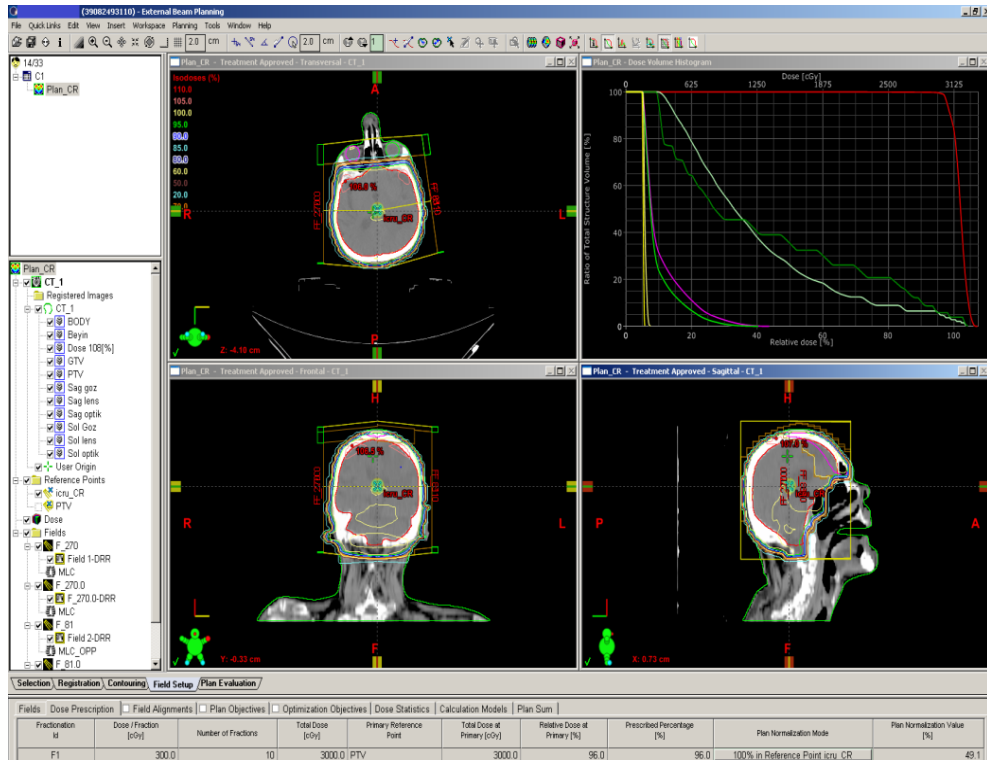 (39082493110) - External Beam Planning
File Quick Links Edit View Insert Workspace Planning Tools Window Help
2.0 cm 2.0 cm 1
14/33
C1
Plan_CR
Plan_CR - Treatment Approved - Transversal - CT_1
Isodoses (%)
110.0
105.0
100.0
95.0
90.0
85.0
80.0
60.0
50.0
20.0
A
R
L
P
icru_CR
Z: -4.18 cm
Plan_CR - Dose Volume Histogram
Dose [cGy]
0 625 1250 1875 2500 3125
Ratio of Total Structure Volume [%]
100
80
60
40
20
0
0 20 40 60 80 100
Relative dose [%]
Plan_CR
CT_1
Registered Images
CT_1
BODY
Beyin
Dose 108[%]
GTV
PTV
Sag goz
Sag lens
Sag optik
Sol Goz
Sol lens
Sol optik
User Origin
Reference Points
icru_CR
PTV
Dose
Fields
F_270
Field 1-DRR
MLC
F_270.0
F_270.0-DRR
MLC
F_81
Field 2-DRR
MLC_OPP
F_81.0
Plan_CR - Treatment Approved - Frontal - CT_1
H
R
L
F
icru_CR
Y: -0.33 cm
Plan_CR - Treatment Approved - Sagittal - CT_1
H
P
A
F
icru_CR
X: 0.73 cm
Selection Registration Contouring Field Setup Plan Evaluation
Fields Dose Prescription Field Alignments Plan Objectives Optimization Objectives Dose Statistics Calculation Models Plan Sum
Fractionation Id Dose / Fraction [cGy] Number of Fractions Total Dose [cGy] Primary Reference Point Total Dose at Primary [cGy] Relative Dose at Primary [%] Prescribed Percentage [%] Plan Normalization Mode Plan Normalization Value [%]
F1 300.0 10 3000.0 PTV 3000.0 96.0 96.0 100% in Reference Point icru_CR 49.1